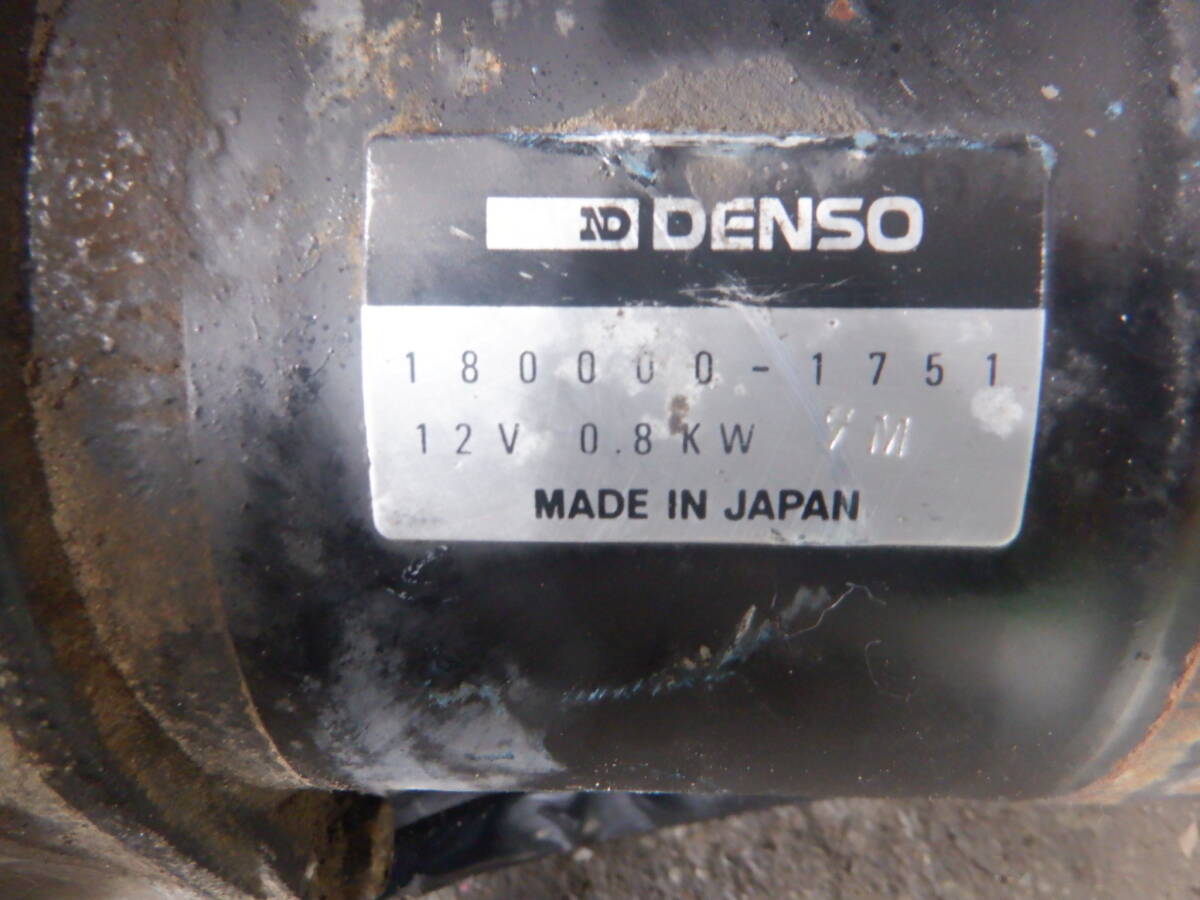 ND DENSO
180000-1751
12V 0.8KW
MADE IN JAPAN